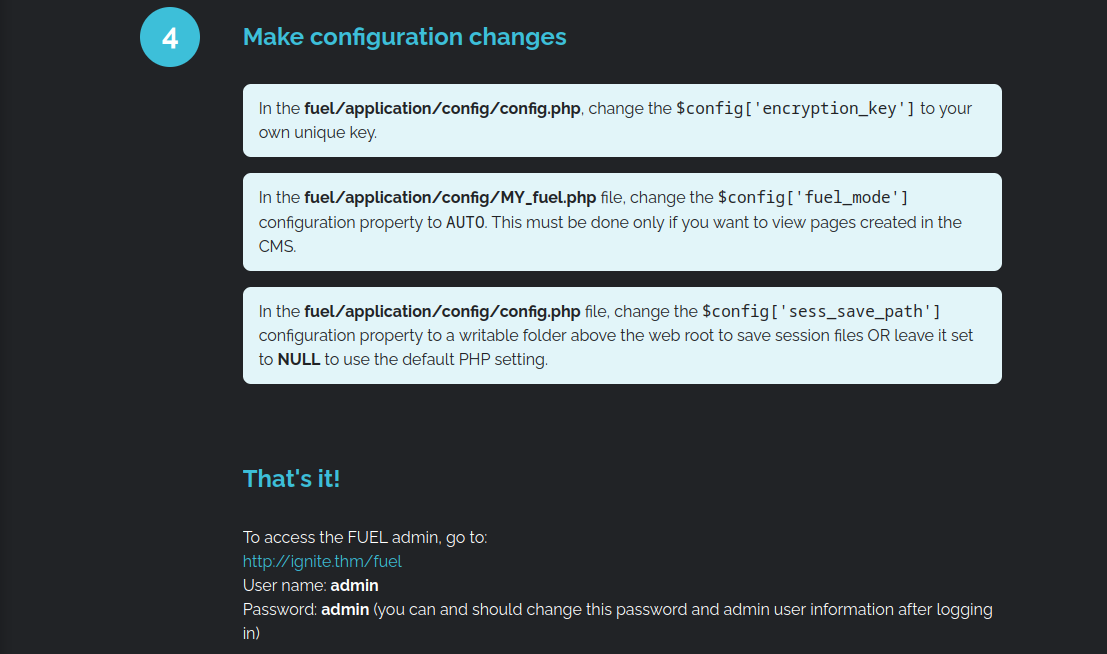 4
Make configuration changes
In the fuel/application/config/config.php, change the $config['encryption_key'] to your
own unique key.
In the fuel/application/config/MY_fuel.php file, change the $config['fuel_mode']
configuration property to AUTO. This must be done only if you want to view pages created in the
CMS.
In the fuel/application/config/config.php file, change the $config['sess_save_path']
configuration property to a writable folder above the web root to save session files OR leave it set
to NULL to use the default PHP setting.
That's it!
To access the FUEL admin, go to:
http://ignite.thm/fuel
User name: admin
Password: admin (you can and should change this password and admin user information after logging
in)